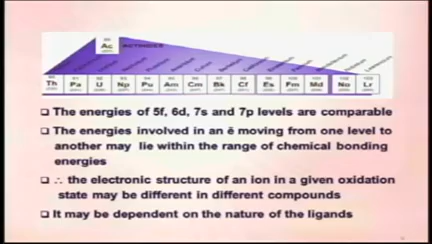 Ac
ACTINIDES
Th Pa U Np Pu Am Cm Bk Cf Es Fm Md No Lr
❑ The energies of 5f, 6d, 7s and 7p levels are comparable
❑ The energies involved in an ē moving from one level to
another may lie within the range of chemical bonding
energies
❑ ∴ the electronic structure of an ion in a given oxidation
state may be different in different compounds
❑ It may be dependent on the nature of the ligands